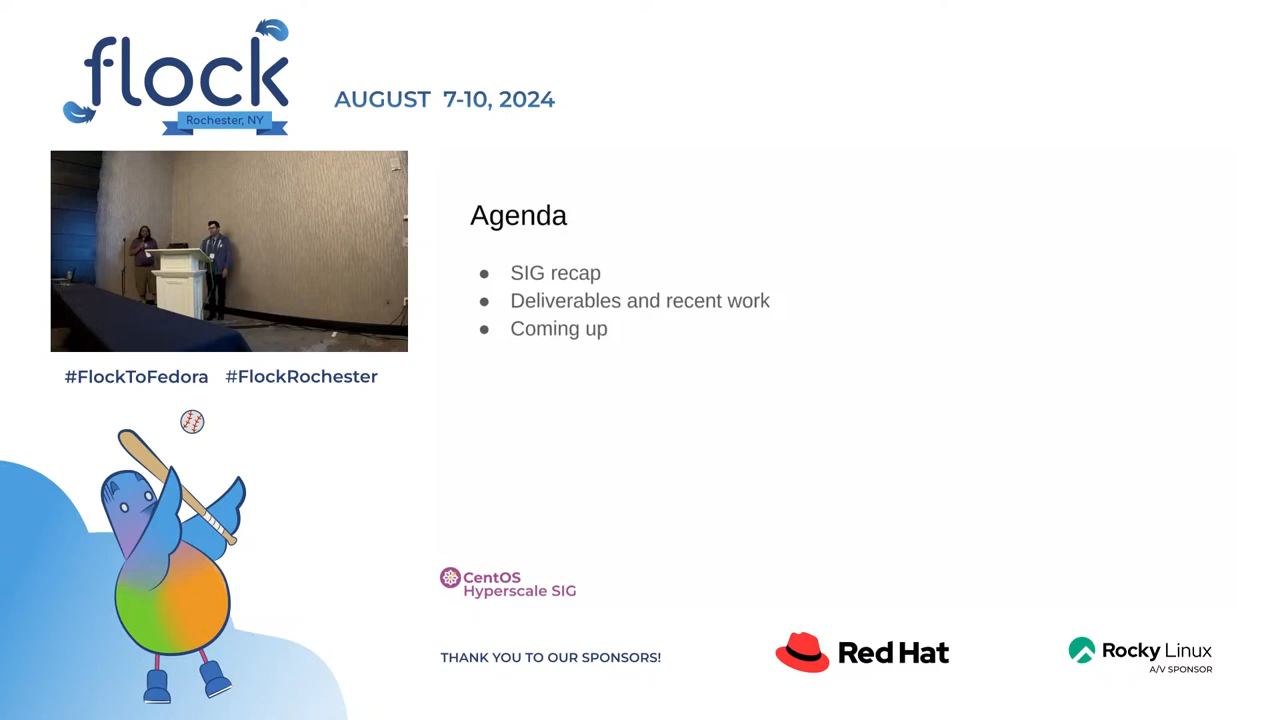 flock
Rochester, NY
AUGUST 7-10, 2024
Agenda
● SIG recap
● Deliverables and recent work
● Coming up
#FlockToFedora #FlockRochester
CentOS
Hyperscale SIG
THANK YOU TO OUR SPONSORS!
Red Hat
Rocky Linux
A/V SPONSOR